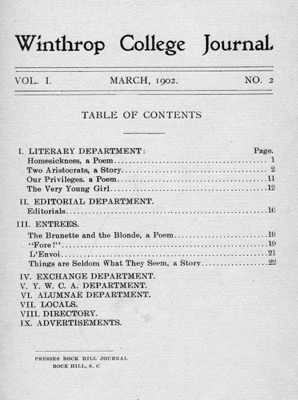 Winthrop College Journal.
VOL. I. MARCH, 1902. NO. 2
TABLE OF CONTENTS
I. LITERARY DEPARTMENT: Page.
Homesickness, a Poem 1
Two Aristocrats, a Story 2
Our Privileges, a Poem 11
The Very Young Girl 12
II. EDITORIAL DEPARTMENT.
Editorials 16
III. ENTREES.
The Brunette and the Blonde, a Poem 19
"Fore!" 19
L'Envoi 21
Things are Seldom What They Seem, a Story 22
IV. EXCHANGE DEPARTMENT.
V. Y. W. C. A. DEPARTMENT.
VI. ALUMNAE DEPARTMENT.
VII. LOCALS.
VIII. DIRECTORY.
IX. ADVERTISEMENTS.
PRESSES ROCK HILL JOURNAL
ROCK HILL, S. C